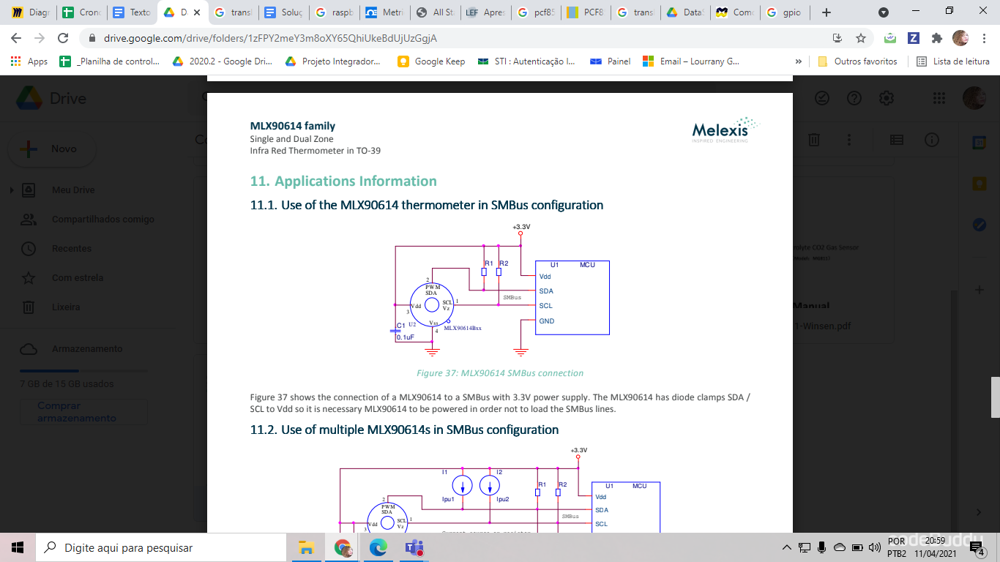 Diagr
Cronc
Texto
D
transl
Soluç
raspb
Metri
All St
Apres
pcf85
PCF8
transl
DataS
Comc
gpio
drive.google.com/drive/folders/1zFPY2meY3m8oXY65QhiUkeBdUjUzGgjA
Apps
_Planilha de control...
2020.2 - Google Dri...
Projeto Integrador...
Google Keep
STI : Autenticação I...
Painel
Email – Lourrany G...
»
Outros favoritos
Lista de leitura
Drive
Novo
Meu Drive
Compartilhados comigo
Recentes
Com estrela
Lixeira
Armazenamento
7 GB de 15 GB usados
Comprar
armazenamento
MLX90614 family
Single and Dual Zone
Infra Red Thermometer in TO-39
Melexis
INSPIRED ENGINEERING
11. Applications Information
11.1. Use of the MLX90614 thermometer in SMBus configuration
+3.3V
R1 R2
U1 MCU
Vdd
SDA
SCL
GND
SMBus
2
PWM
SDA
SCL 1
Vz
Vdd
3
U2
Vss
4
MLX90614Bxx
C1
0.1uF
Figure 37: MLX90614 SMBus connection
Figure 37 shows the connection of a MLX90614 to a SMBus with 3.3V power supply. The MLX90614 has diode clamps SDA /
SCL to Vdd so it is necessary MLX90614 to be powered in order not to load the SMBus lines.
11.2. Use of multiple MLX90614s in SMBus configuration
+3.3V
I1 I2
Ipu1 Ipu2
R1 R2
U1 MCU
Vdd
SDA
SCL
SMBus
2
PWM
SDA
SCL 1
Vz
Vdd
3
olyte CO2 Gas Sensor
Manual
1-Winsen.pdf
Digite aqui para pesquisar
POR
PTB2
20:59
11/04/2021
4